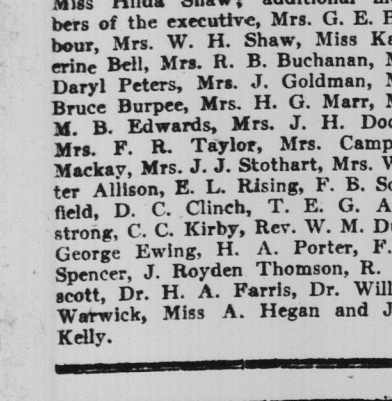 Miss Hilda Shaw; additional
bers of the executive, Mrs. G. E.
bour, Mrs. W. H. Shaw, Miss
erine Bell, Mrs. R. B. Buchanan,
Daryl Peters, Mrs. J. Goldman,
Bruce Burpee, Mrs. H. G. Marr,
M. B. Edwards, Mrs. J. H.
Mrs. F. R. Taylor, Mrs. Camp
Mackay, Mrs. J. J. Stothart, Mrs.
ter Allison, E. L. Rising, F. B.
field, D. C. Clinch, T. E. G. A
strong, C. C. Kirby, Rev. W. M.
George Ewing, H. A. Porter, F.
Spencer, J. Royden Thomson, R.
scott, Dr. H. A. Farris, Dr. Will
Warwick, Miss A. Hegan and J
Kelly.